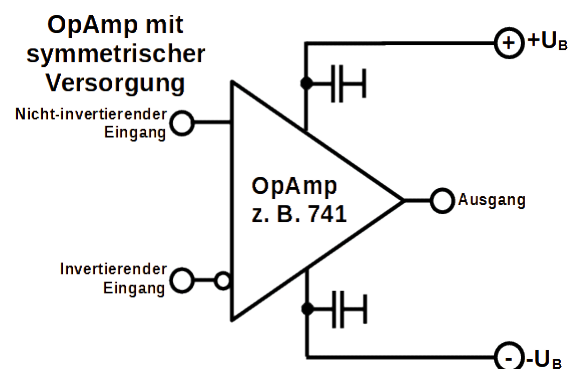 OpAmp mit
symmetrischer
Versorgung
+
+UB
Nicht-invertierender
Eingang
OpAmp
z. B. 741
Ausgang
Invertierender
Eingang
-
-UB